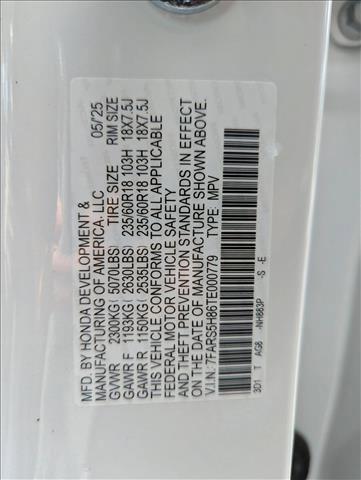 MFD. BY HONDA DEVELOPMENT &
MANUFACTURING OF AMERICA, LLC 05/'25
GVWR 2300KG ( 5070LBS) TIRE SIZE RIM SIZE
GAWR F 1193KG ( 2630LBS) 235/60R18 103H 18X7.5J
GAWR R 1150KG ( 2535LBS) 235/60R18 103H 18X7.5J
THIS VEHICLE CONFORMS TO ALL APPLICABLE
FEDERAL MOTOR VEHICLE SAFETY
AND THEFT PREVENTION STANDARDS IN EFFECT
ON THE DATE OF MANUFACTURE SHOWN ABOVE.
V.I.N: 7FARS5H86TE000779 TYPE: MPV
3D1 T AG8 -NH883P -S -E